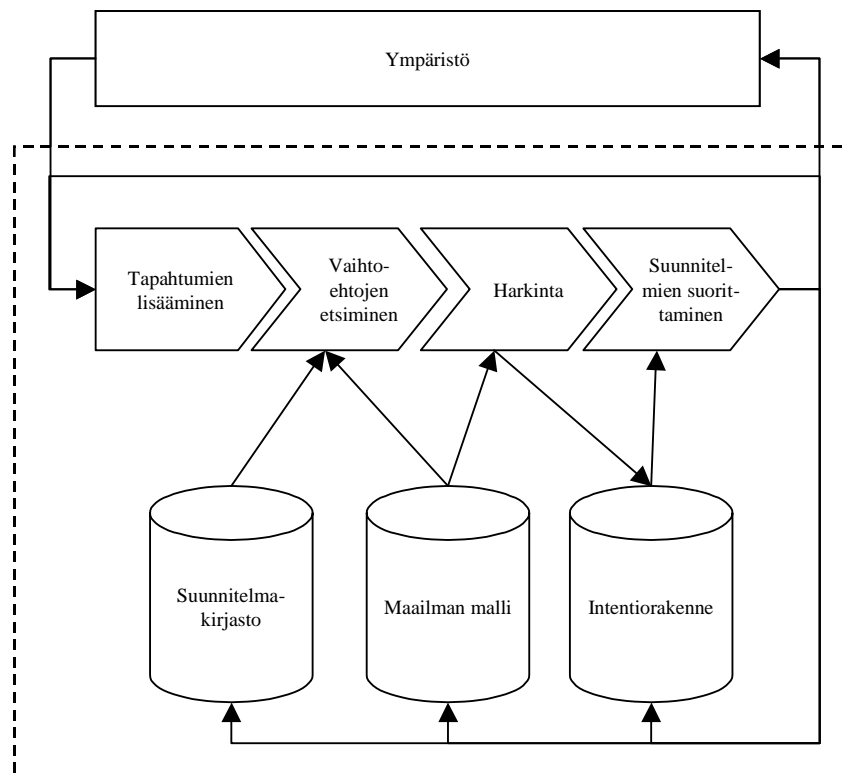 Ympäristö
Tapahtumien
lisääminen
Vaihto-
ehtojen
etsiminen
Harkinta
Suunnitel-
mien suorit-
taminen
Suunnitelma-
kirjasto
Maailman malli
Intentiorakenne